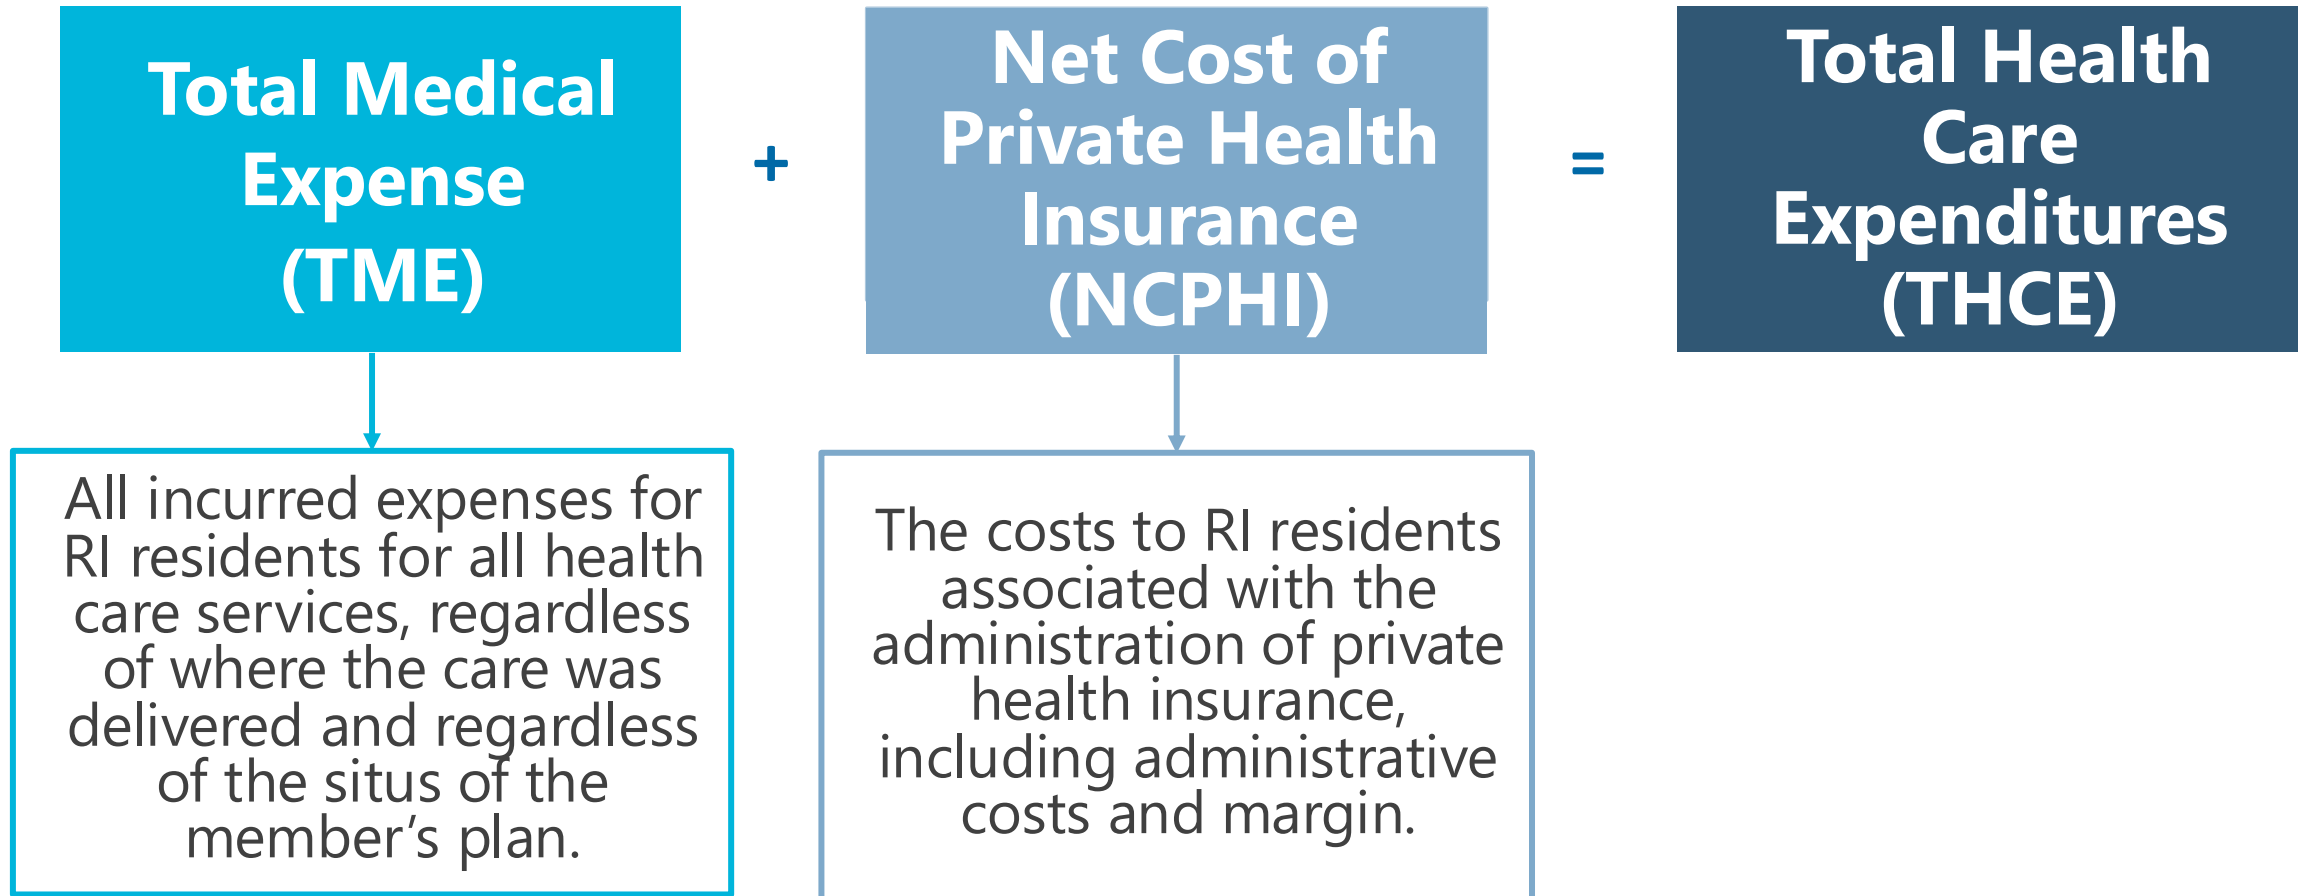 Total Medical
Expense
(TME)
+
Net Cost of
Private Health
Insurance
(NCPHI)
=
Total Health
Care
Expenditures
(THCE)
All incurred expenses for
RI residents for all health
care services, regardless
of where the care was
delivered and regardless
of the situs of the
member’s plan.
The costs to RI residents
associated with the
administration of private
health insurance,
including administrative
costs and margin.